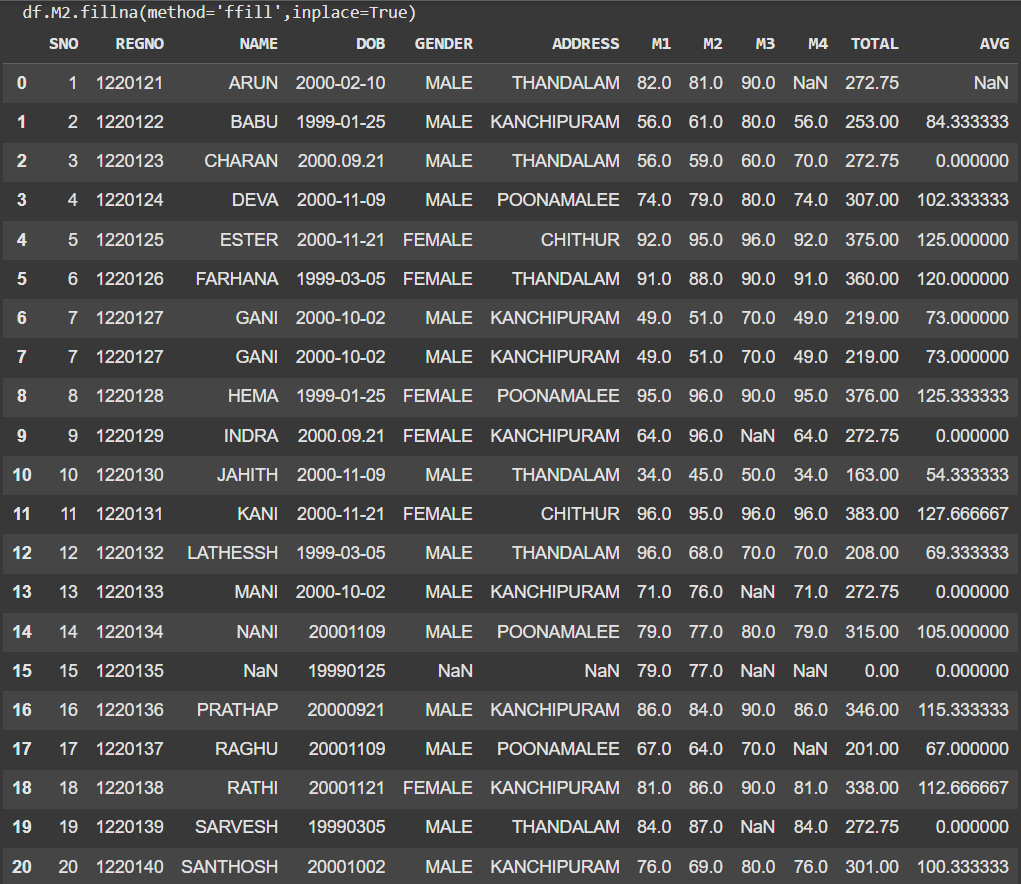 df.M2.fillna(method='ffill',inplace=True)
SNO REGNO NAME DOB GENDER ADDRESS M1 M2 M3 M4 TOTAL AVG
0 1 1220121 ARUN 2000-02-10 MALE THANDALAM 82.0 81.0 90.0 NaN 272.75 NaN
1 2 1220122 BABU 1999-01-25 MALE KANCHIPURAM 56.0 61.0 80.0 56.0 253.00 84.333333
2 3 1220123 CHARAN 2000.09.21 MALE THANDALAM 56.0 59.0 60.0 70.0 272.75 0.000000
3 4 1220124 DEVA 2000-11-09 MALE POONAMALEE 74.0 79.0 80.0 74.0 307.00 102.333333
4 5 1220125 ESTER 2000-11-21 FEMALE CHITHUR 92.0 95.0 96.0 92.0 375.00 125.000000
5 6 1220126 FARHANA 1999-03-05 FEMALE THANDALAM 91.0 88.0 90.0 91.0 360.00 120.000000
6 7 1220127 GANI 2000-10-02 MALE KANCHIPURAM 49.0 51.0 70.0 49.0 219.00 73.000000
7 7 1220127 GANI 2000-10-02 MALE KANCHIPURAM 49.0 51.0 70.0 49.0 219.00 73.000000
8 8 1220128 HEMA 1999-01-25 FEMALE POONAMALEE 95.0 96.0 90.0 95.0 376.00 125.333333
9 9 1220129 INDRA 2000.09.21 FEMALE KANCHIPURAM 64.0 96.0 NaN 64.0 272.75 0.000000
10 10 1220130 JAHITH 2000-11-09 MALE THANDALAM 34.0 45.0 50.0 34.0 163.00 54.333333
11 11 1220131 KANI 2000-11-21 FEMALE CHITHUR 96.0 95.0 96.0 96.0 383.00 127.666667
12 12 1220132 LATHESSH 1999-03-05 MALE THANDALAM 96.0 68.0 70.0 70.0 208.00 69.333333
13 13 1220133 MANI 2000-10-02 MALE KANCHIPURAM 71.0 76.0 NaN 71.0 272.75 0.000000
14 14 1220134 NANI 20001109 MALE POONAMALEE 79.0 77.0 80.0 79.0 315.00 105.000000
15 15 1220135 NaN 19990125 NaN NaN 79.0 77.0 NaN NaN 0.00 0.000000
16 16 1220136 PRATHAP 20000921 MALE KANCHIPURAM 86.0 84.0 90.0 86.0 346.00 115.333333
17 17 1220137 RAGHU 20001109 MALE POONAMALEE 67.0 64.0 70.0 NaN 201.00 67.000000
18 18 1220138 RATHI 20001121 FEMALE KANCHIPURAM 81.0 86.0 90.0 81.0 338.00 112.666667
19 19 1220139 SARVESH 19990305 MALE THANDALAM 84.0 87.0 NaN 84.0 272.75 0.000000
20 20 1220140 SANTHOSH 20001002 MALE KANCHIPURAM 76.0 69.0 80.0 76.0 301.00 100.333333